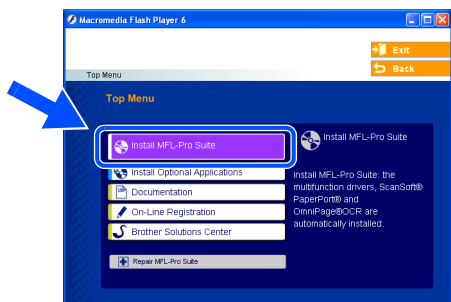 Macromedia Flash Player 6
Exit
Back
Top Menu
Top Menu
Install MFL-Pro Suite
Install Optional Applications
Documentation
On-Line Registration
Brother Solutions Center
Repair MFL-Pro Suite
Install MFL-Pro Suite
Install MFL-Pro Suite: the
multifunction drivers, ScanSoft®
PaperPort® and
OmniPage®OCR are
automatically installed.